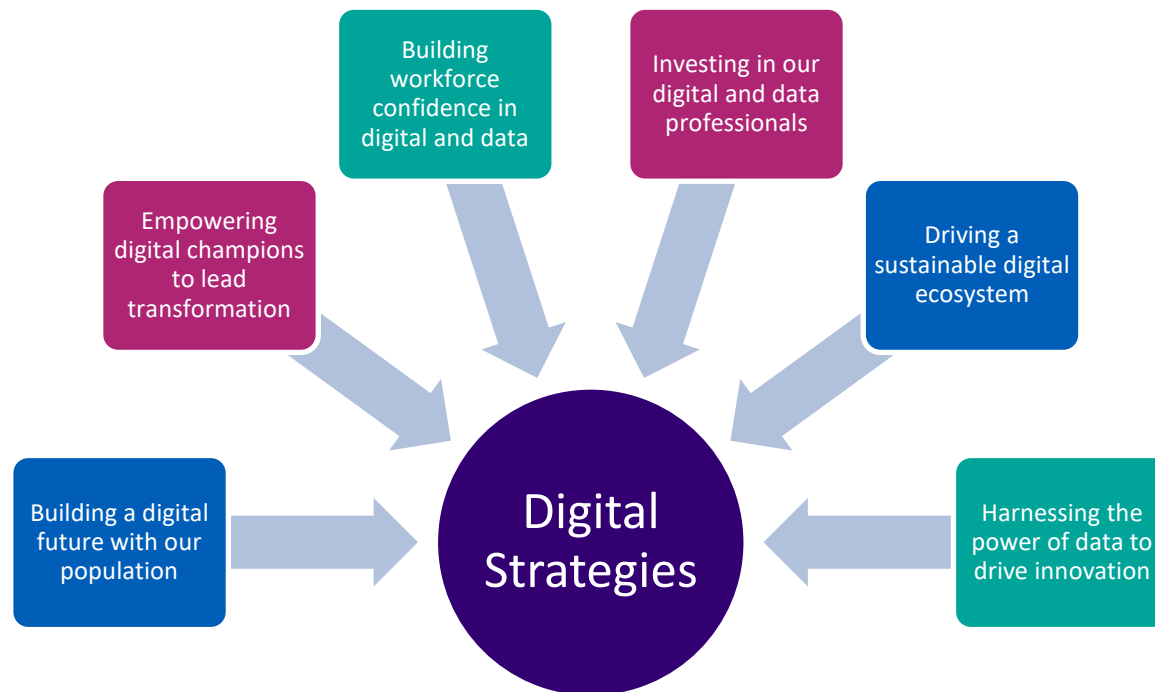 Building
workforce
confidence in
digital and data
Investing in our
digital and data
professionals
Empowering
digital champions
to lead
transformation
Driving a
sustainable digital
ecosystem
Building a digital
future with our
population
Digital
Strategies
Harnessing the
power of data to
drive innovation